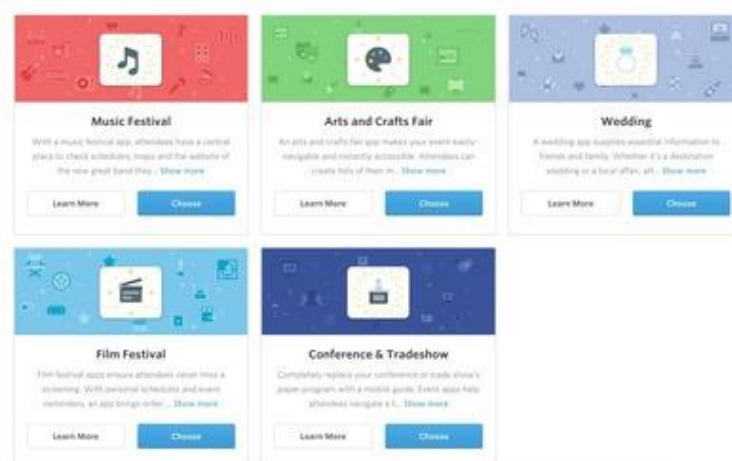 Music Festival
With a music festival app, attendees have a central
place to check schedules, maps and the website of
the new great band they... Show more
Learn More
Choose
Arts and Crafts Fair
An arts and crafts fair app makes your event easily
navigable and instantly accessible. Attendees can
create lists of their m... Show more
Learn More
Choose
Wedding
A wedding app supplies essential information to
friends and family. Whether it's a destination
wedding or a local affair, att... Show more
Learn More
Choose
Film Festival
Film festival apps ensure attendees never miss a
screening. With personal schedules and event
reminders, an app brings order ... Show more
Learn More
Choose
Conference & Tradeshow
Completely replace your conference or trade show's
paper program with a mobile guide. Event apps help
attendees navigate a li... Show more
Learn More
Choose